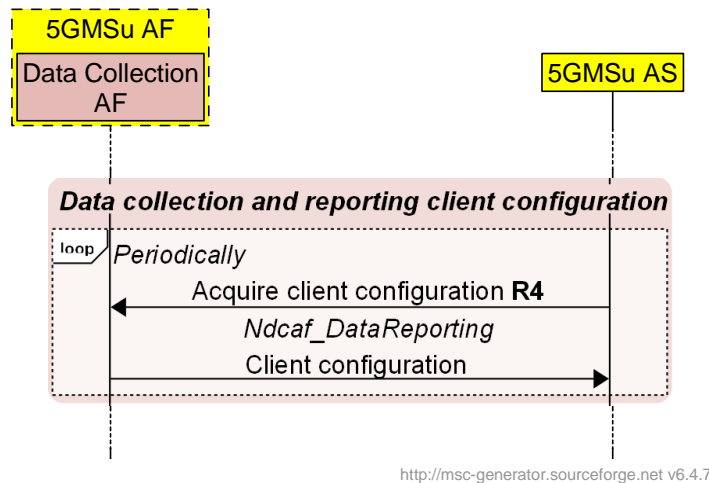 5GMSu AF
Data Collection
AF
5GMSu AS
Data collection and reporting client configuration
loop
Periodically
Acquire client configuration R4
Ndcaf_DataReporting
Client configuration
http://msc-generator.sourceforge.net v6.4.7